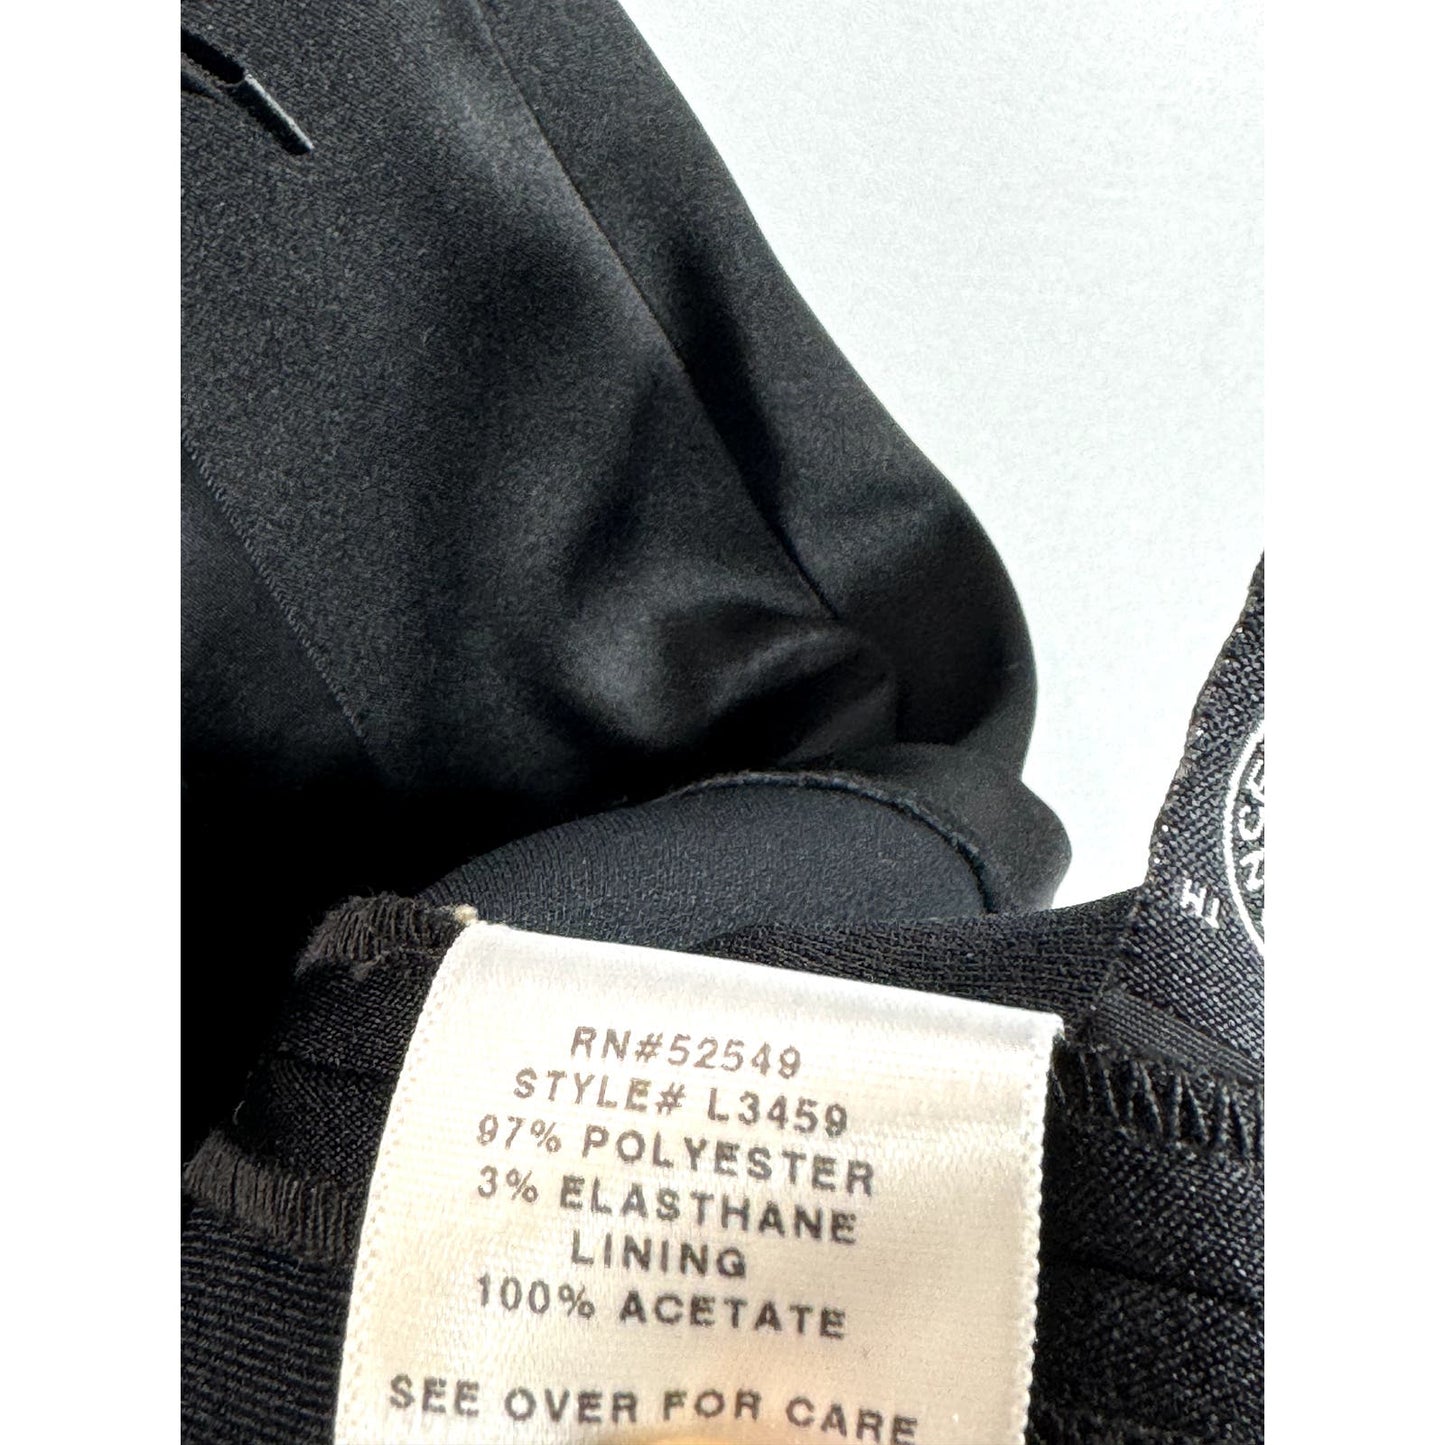 RN#52549
STYLE# L3459
97% POLYESTER
3% ELASTHANE
LINING
100% ACETATE
SEE OVER FOR CARE